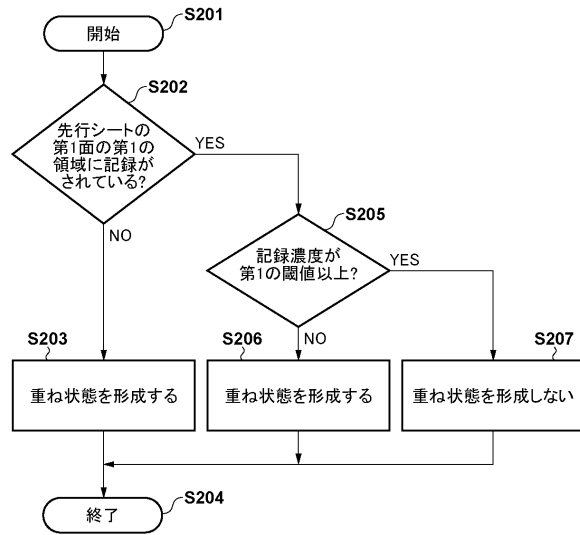 S201
開始
S202
先行シートの
第1面の第1の
領域に記録が
されている?
YES
NO
S205
記録濃度が
第1の閾値以上?
YES
NO
S203
重ね状態を形成する
S206
重ね状態を形成する
S207
重ね状態を形成しない
S204
終了